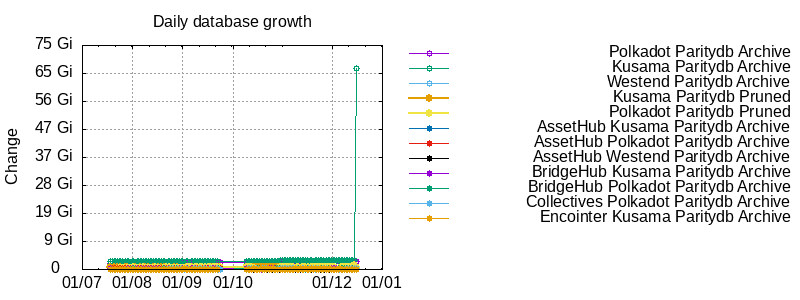 Daily database growth
Change
75 Gi
65 Gi
56 Gi
47 Gi
37 Gi
28 Gi
19 Gi
9 Gi
0
01/07 01/08 01/09 01/10 01/12 01/01
Polkadot Paritydb Archive
Kusama Paritydb Archive
Westend Paritydb Archive
Kusama Paritydb Pruned
Polkadot Paritydb Pruned
AssetHub Kusama Paritydb Archive
AssetHub Polkadot Paritydb Archive
AssetHub Westend Paritydb Archive
BridgeHub Kusama Paritydb Archive
BridgeHub Polkadot Paritydb Archive
Collectives Polkadot Paritydb Archive
Encointer Kusama Paritydb Archive